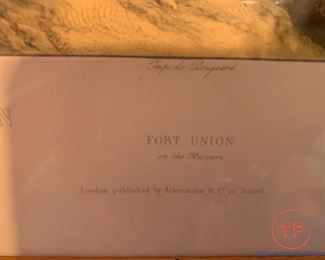 Imp. de Bougeard
N
FORT UNION
on the Missouri.
London, published by Ackermann & Cº 96, Strand
TF